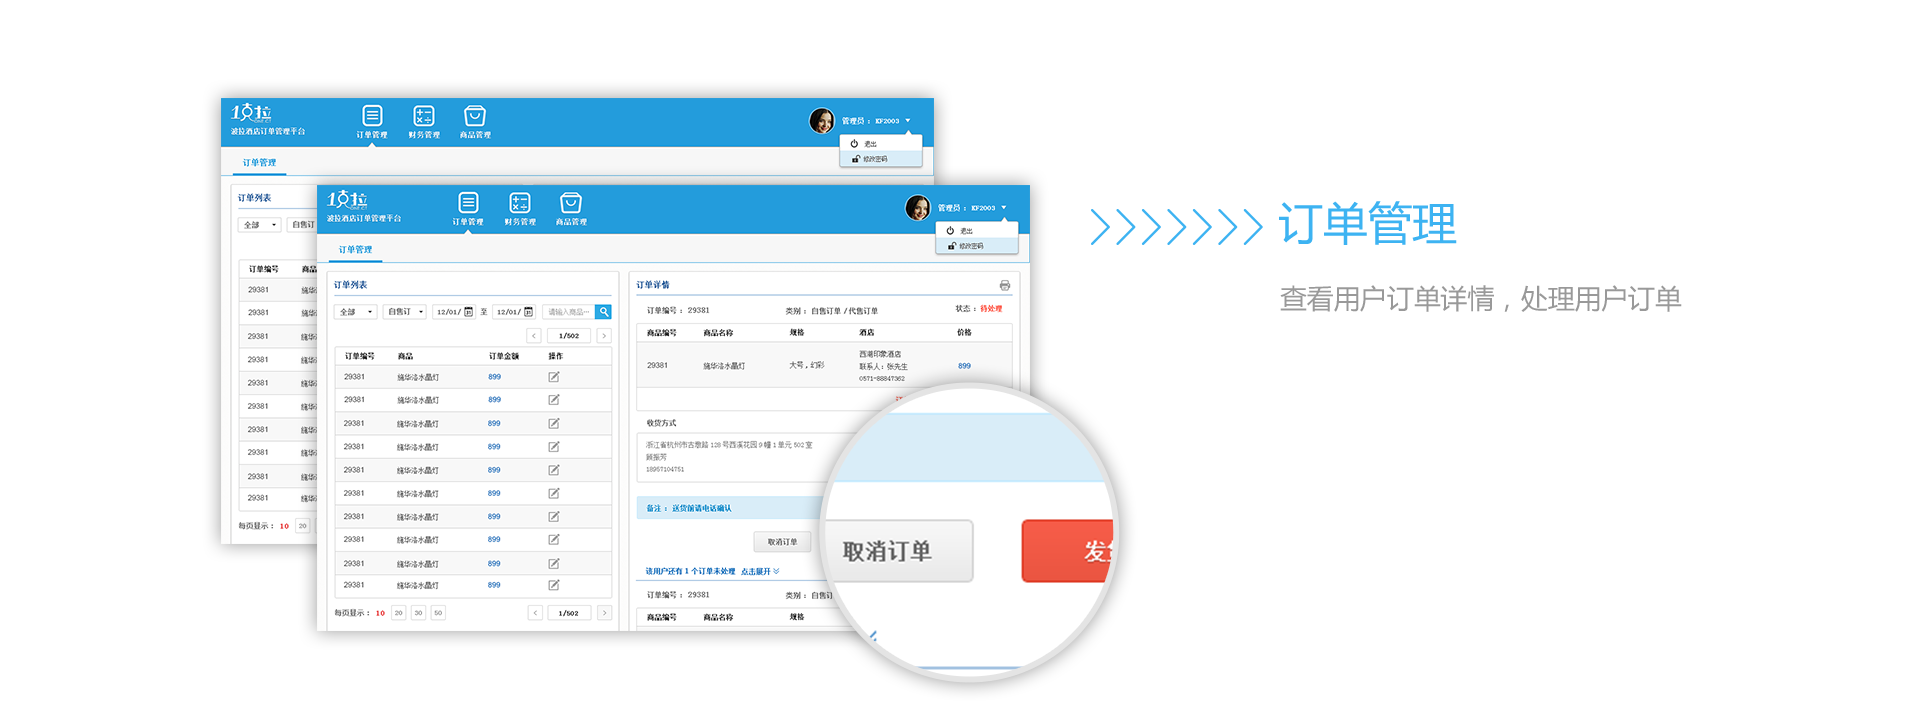 波拉酒店订单管理平台
订单管理 财务管理 商品管理
管理员： KF2003
退出
修改密码
订单管理
订单列表
全部 自售订
订单编号 商品
29381
29381
29381
29381
29381
29381
29381
29381
29381
29381
每页显示： 10 20
波拉酒店订单管理平台
订单管理 财务管理 商品管理
管理员： KF2003
退出
修改密码
订单管理
订单列表
全部 自售订 12/01/ 至 12/01/ 请输入商品···
< 1/502 >
订单编号 商品 订单金额 操作
29381 施华洛水晶灯 899
29381 施华洛水晶灯 899
29381 施华洛水晶灯 899
29381 施华洛水晶灯 899
29381 施华洛水晶灯 899
29381 施华洛水晶灯 899
29381 施华洛水晶灯 899
29381 施华洛水晶灯 899
29381 施华洛水晶灯 899
29381 施华洛水晶灯 899
每页显示： 10 20 30 50 < 1/502 >
订单详情
订单编号： 29381 类别： 自售订单 / 代售订单 状态： 待处理
商品编号 商品名称 规格 酒店 价格
29381 施华洛水晶灯 大号，幻彩 西湖印象酒店 899
联系人：张先生
0571-88847362
收货方式
浙江省杭州市古墩路 128 号西溪花园 9 幢 1 单元 502 室
顾振芳
18957104751
备注： 送货前请电话确认
取消订单
该用户还有 1 个订单未处理 点击展开
订单编号： 29381 类别： 自售订
商品编号 商品名称 规格
取消订单
订单管理
查看用户订单详情，处理用户订单